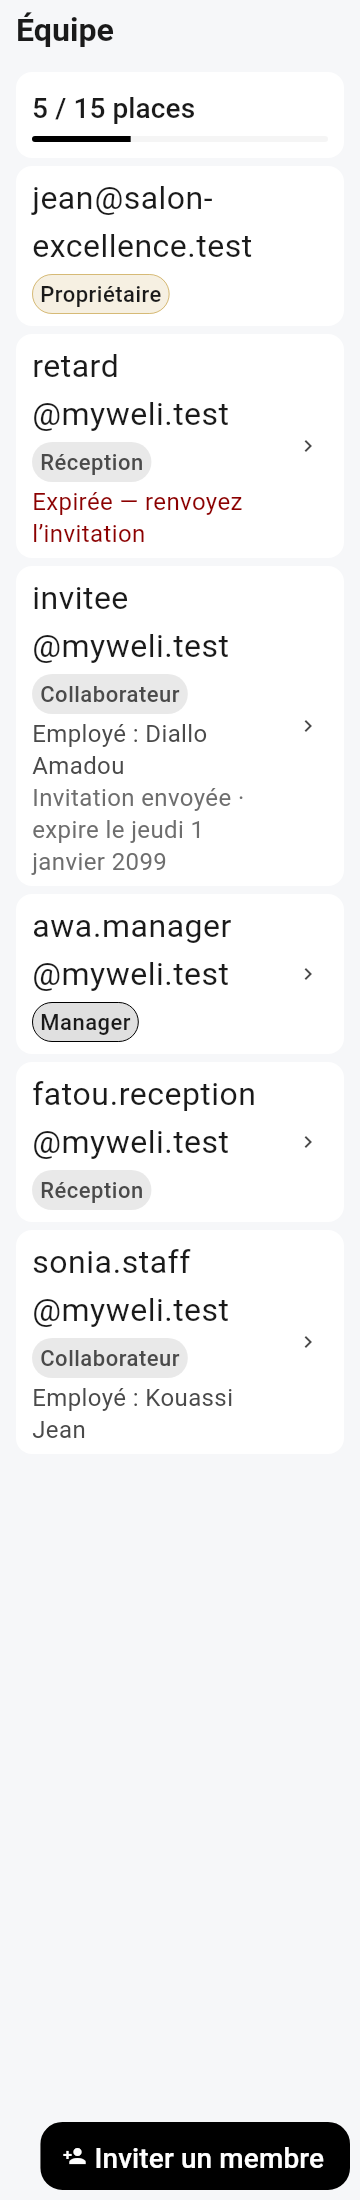 Équipe
5 / 15 places
jean@salon-
excellence.test
Propriétaire
retard
@myweli.test
Réception
Expirée — renvoyez
l’invitation
invitee
@myweli.test
Collaborateur
Employé : Diallo
Amadou
Invitation envoyée ·
expire le jeudi 1
janvier 2099
awa.manager
@myweli.test
Manager
fatou.reception
@myweli.test
Réception
sonia.staff
@myweli.test
Collaborateur
Employé : Kouassi
Jean
Inviter un membre